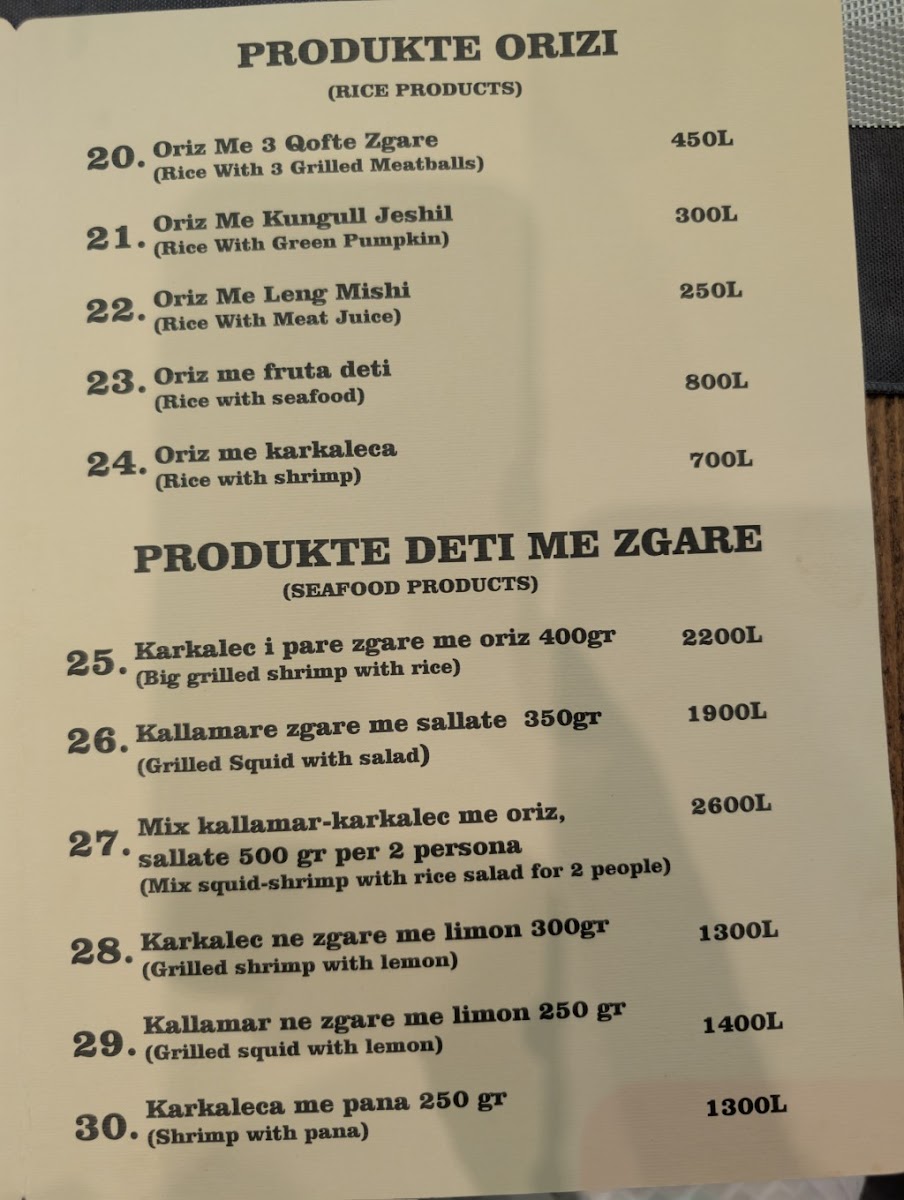 PRODUKTE ORIZI
(RICE PRODUCTS)
20. Oriz Me 3 Qofte Zgare 450L
(Rice With 3 Grilled Meatballs)
21. Oriz Me Kungull Jeshil 300L
(Rice With Green Pumpkin)
22. Oriz Me Leng Mishi 250L
(Rice With Meat Juice)
23. Oriz me fruta deti 800L
(Rice with seafood)
24. Oriz me karkaleca 700L
(Rice with shrimp)
PRODUKTE DETI ME ZGARE
(SEAFOOD PRODUCTS)
25. Karkalec i pare zgare me oriz 400gr 2200L
(Big grilled shrimp with rice)
26. Kallamare zgare me sallate 350gr 1900L
(Grilled Squid with salad)
27. Mix kallamar-karkalec me oriz, 2600L
sallate 500 gr per 2 persona
(Mix squid-shrimp with rice salad for 2 people)
28. Karkalec ne zgare me limon 300gr 1300L
(Grilled shrimp with lemon)
29. Kallamar ne zgare me limon 250 gr 1400L
(Grilled squid with lemon)
30. Karkaleca me pana 250 gr 1300L
(Shrimp with pana)